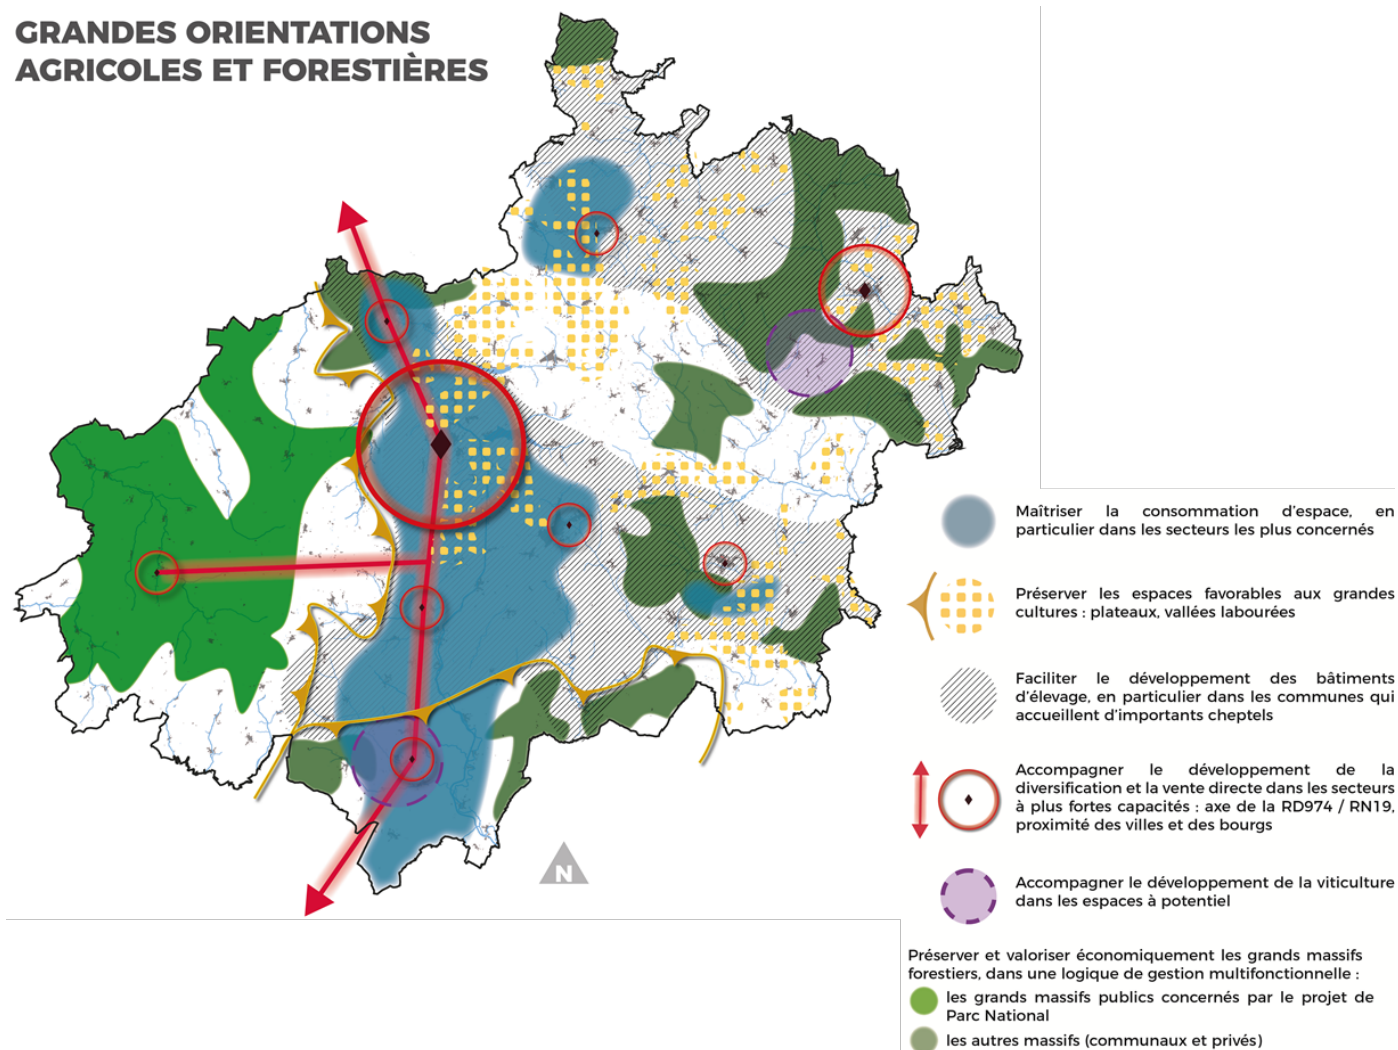 GRANDES ORIENTATIONS
AGRICOLES ET FORESTIÈRES
N
Maîtriser la consommation d'espace, en
particulier dans les secteurs les plus concernés
Préserver les espaces favorables aux grandes
cultures : plateaux, vallées labourées
Faciliter le développement des bâtiments
d'élevage, en particulier dans les communes qui
accueillent d'importants cheptels
Accompagner le développement de la
diversification et la vente directe dans les secteurs
à plus fortes capacités : axe de la RD974 / RN19,
proximité des villes et des bourgs
Accompagner le développement de la viticulture
dans les espaces à potentiel
Préserver et valoriser économiquement les grands massifs
forestiers, dans une logique de gestion multifonctionnelle :
les grands massifs publics concernés par le projet de
Parc National
les autres massifs (communaux et privés)